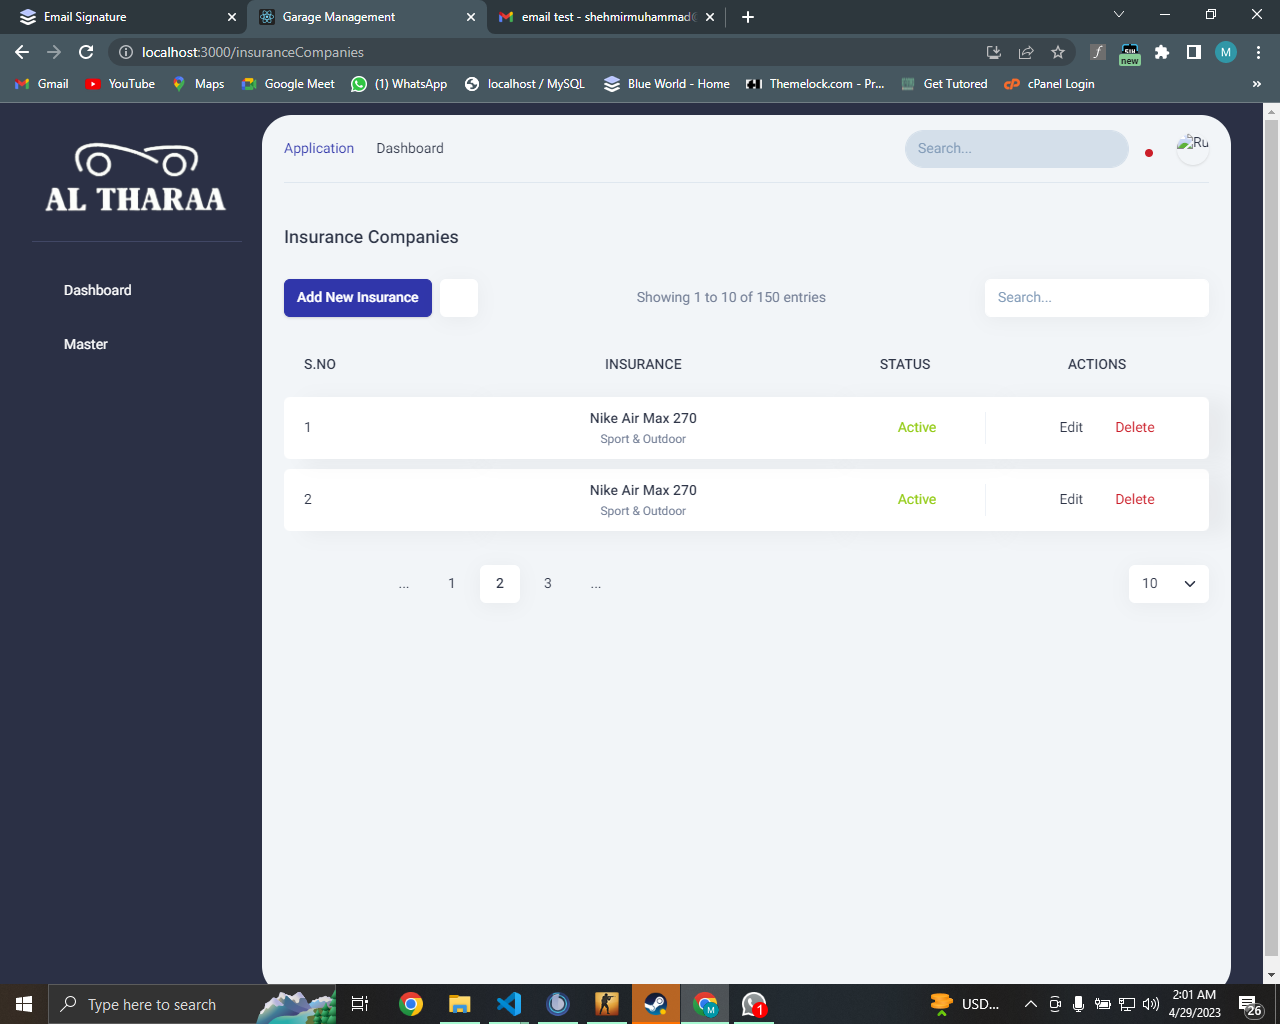 Email Signature
Garage Management
email test - shehmirmuhammad@
localhost:3000/insuranceCompanies
new
M
Gmail
YouTube
Maps
Google Meet
(1) WhatsApp
localhost / MySQL
Blue World - Home
Themelock.com - Pr...
Get Tutored
cPanel Login
»
AL THARAA
Application
Dashboard
Search...
Ru
Dashboard
Master
Insurance Companies
Add New Insurance
Showing 1 to 10 of 150 entries
Search...
S.NO INSURANCE STATUS ACTIONS
1 Nike Air Max 270 Active Edit Delete
Sport & Outdoor
2 Nike Air Max 270 Active Edit Delete
Sport & Outdoor
... 1 2 3 ...
10
Type here to search
M
1
USD...
2:01 AM
4/29/2023
26